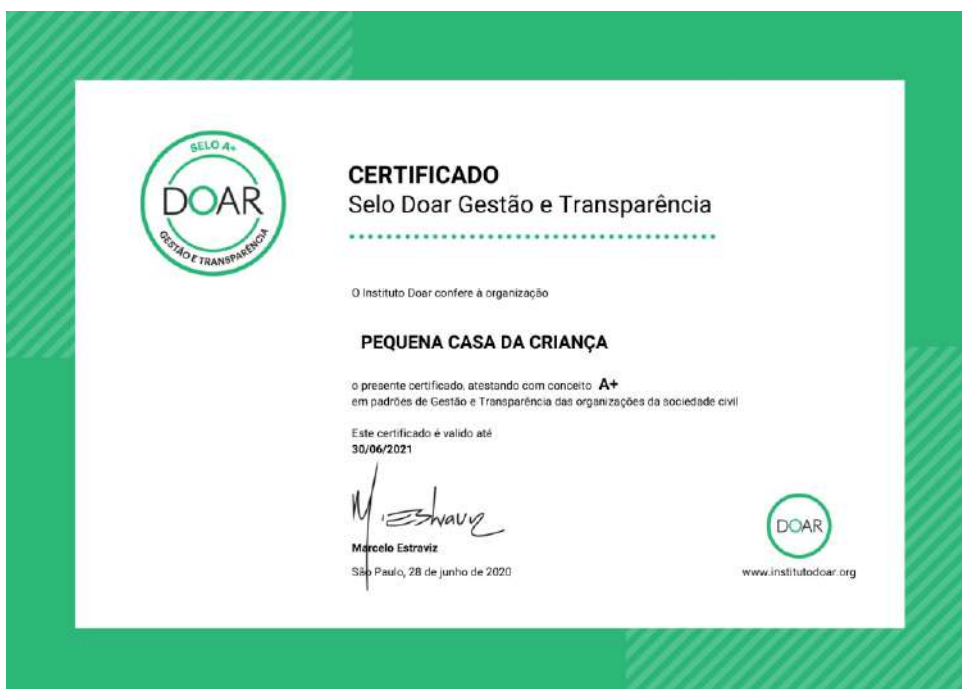 SELO A+
DOAR
GESTÃO E TRANSPARÊNCIA
CERTIFICADO
Selo Doar Gestão e Transparência
O Instituto Doar confere à organização
PEQUENA CASA DA CRIANÇA
o presente certificado, atestando com conceito A+
em padrões de Gestão e Transparência das organizações da sociedade civil
Este certificado é valido até
30/06/2021
M. Estraviz
Marcelo Estraviz
São Paulo, 28 de junho de 2020
DOAR
www.institutodoar.org